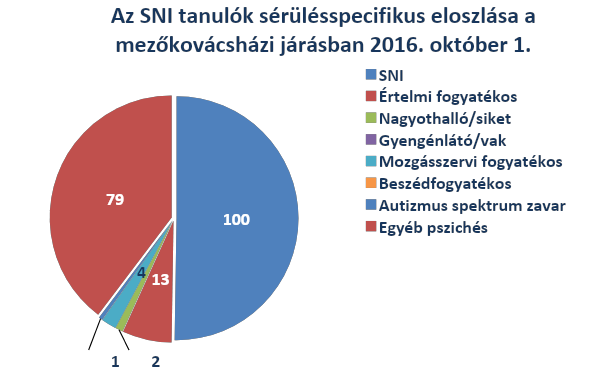 Az SNI tanulók sérülésspecifikus eloszlása a
mezőkovácsházi járásban 2016. október 1.
SNI
Értelmi fogyatékos
Nagyothalló/siket
Gyengénlátó/vak
Mozgásszervi fogyatékos
Beszédfogyatékos
Autizmus spektrum zavar
Egyéb pszichés
79
100
4
13
1
2